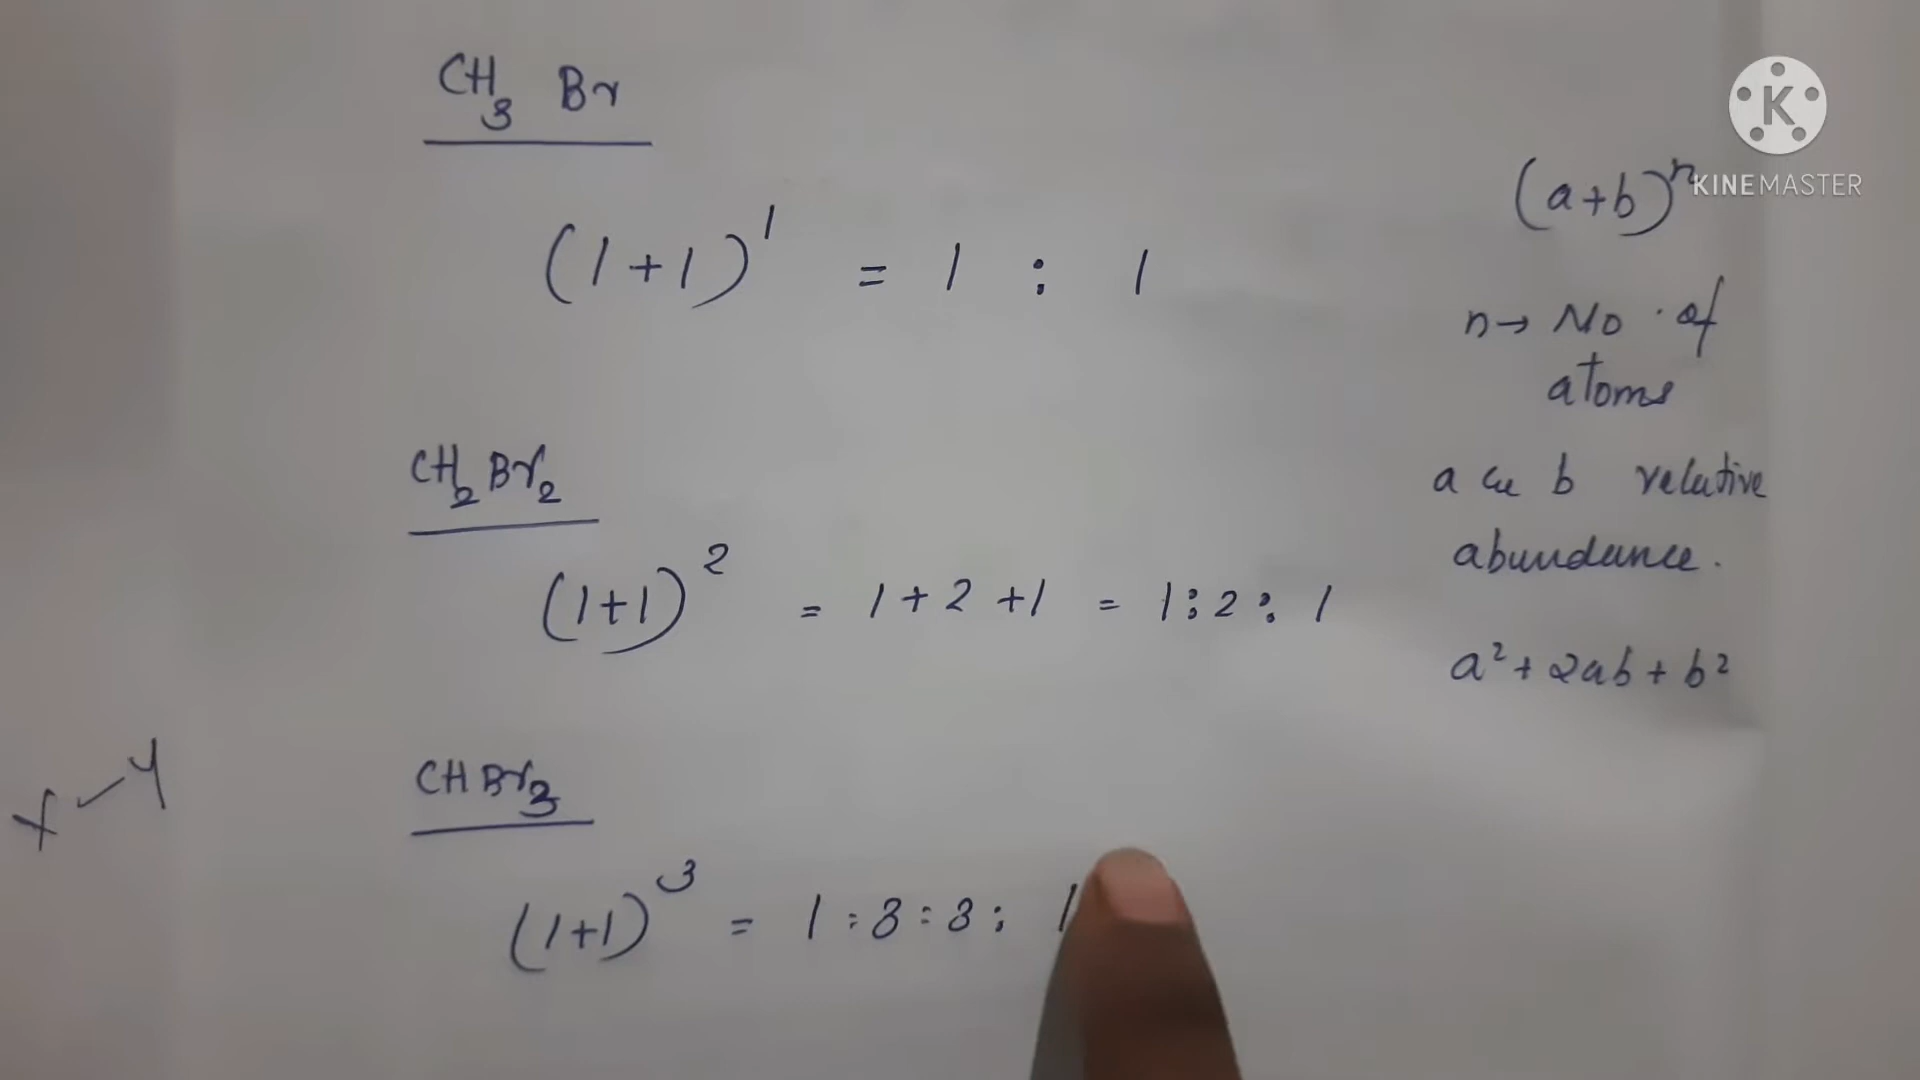 CH3 Br
(1+1)^1 = 1 : 1
CH2Br2
(1+1)^2 = 1+2+1 = 1:2:1
CHBr3
(1+1)^3 = 1:3:3:1
K
KINEMASTER
(a+b)^n
n→ No. of
atoms
a b relative
abundance.
a²+2ab+b²